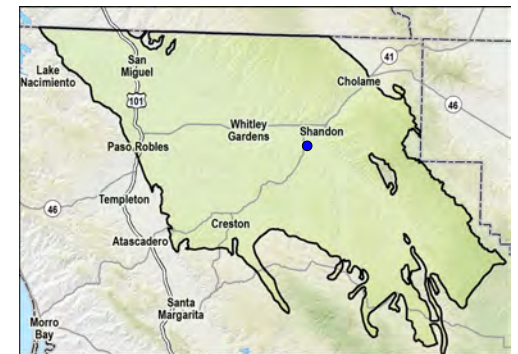 San
Miguel
Lake
Nacimiento
41
Cholame
101
46
Whitley
Gardens
Shandon
Paso Robles
Templeton
46
Creston
Atascadero
Santa
Margarita
Morro
Bay